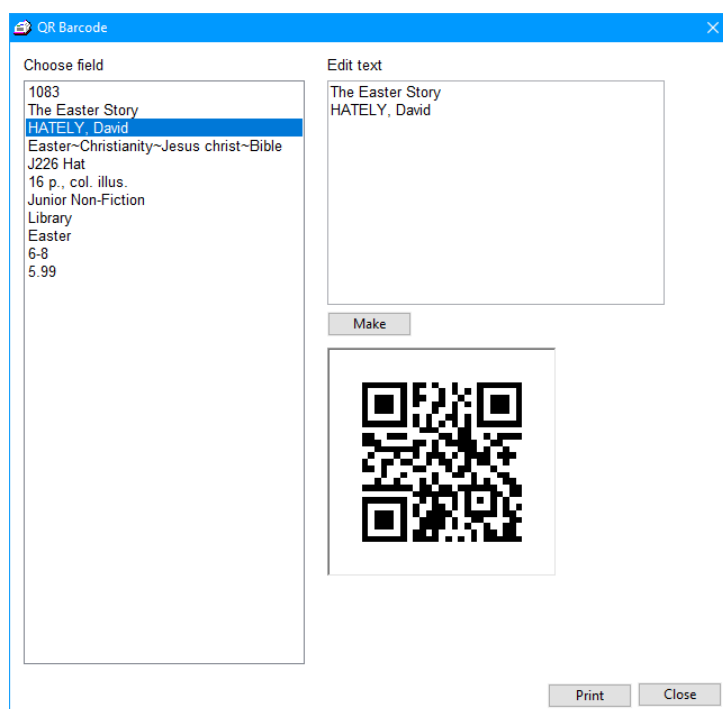 QR Barcode
Choose field
1083
The Easter Story
HATELY, David
Easter~Christianity~Jesus christ~Bible
J226 Hat
16 p., col. illus.
Junior Non-Fiction
Library
Easter
6-8
5.99
Edit text
The Easter Story
HATELY, David
Make
Print
Close